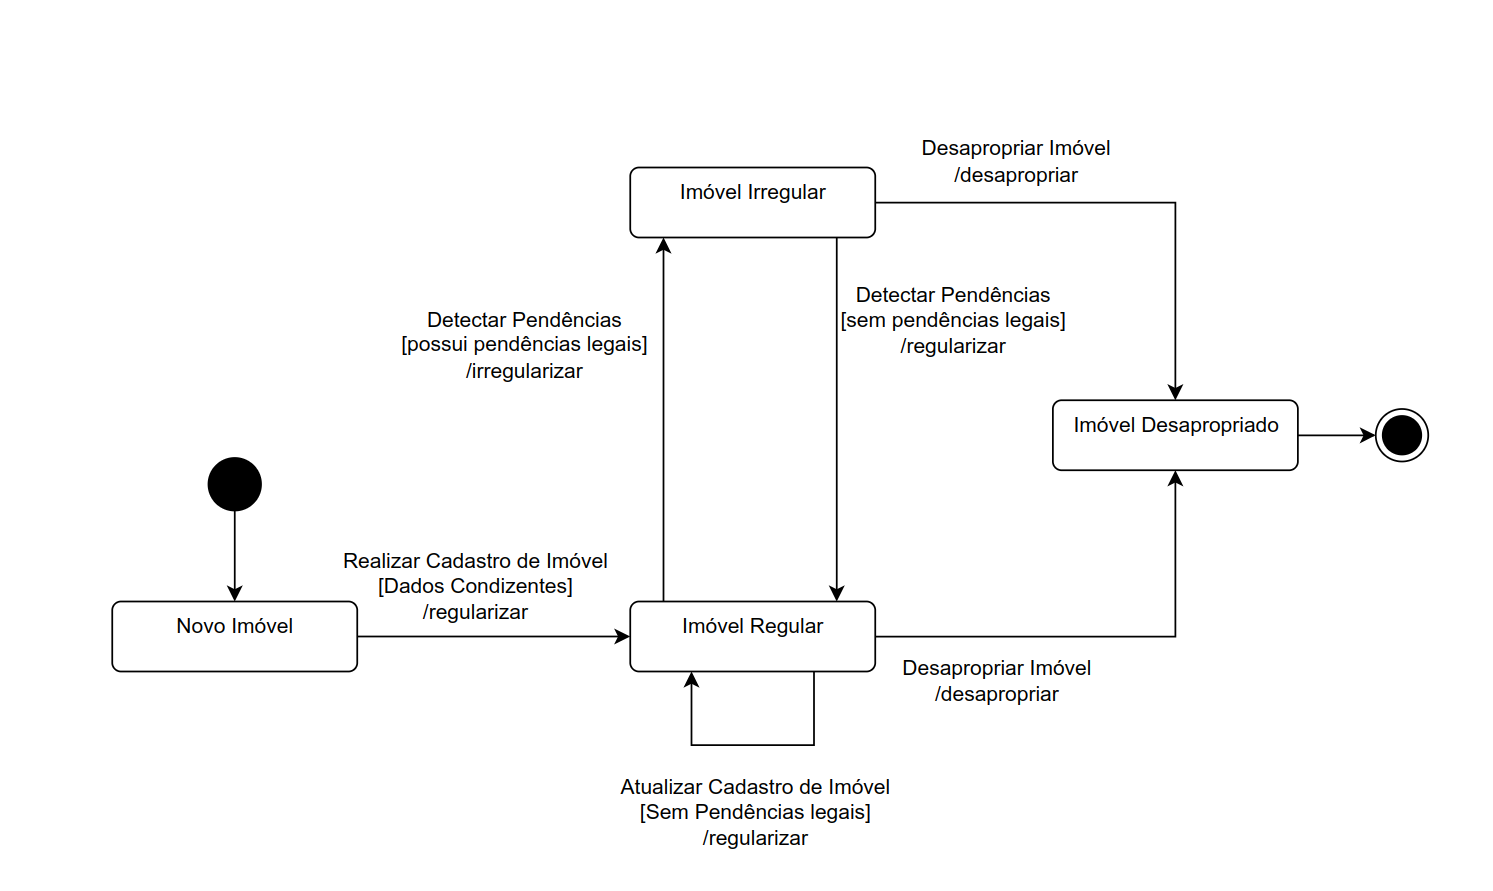 Desapropriar Imóvel
/desapropriar
Imóvel Irregular
Detectar Pendências
[sem pendências legais]
/regularizar
Detectar Pendências
[possui pendências legais]
/irregularizar
Imóvel Desapropriado
Realizar Cadastro de Imóvel
[Dados Condizentes]
/regularizar
Novo Imóvel
Imóvel Regular
Desapropriar Imóvel
/desapropriar
Atualizar Cadastro de Imóvel
[Sem Pendências legais]
/regularizar